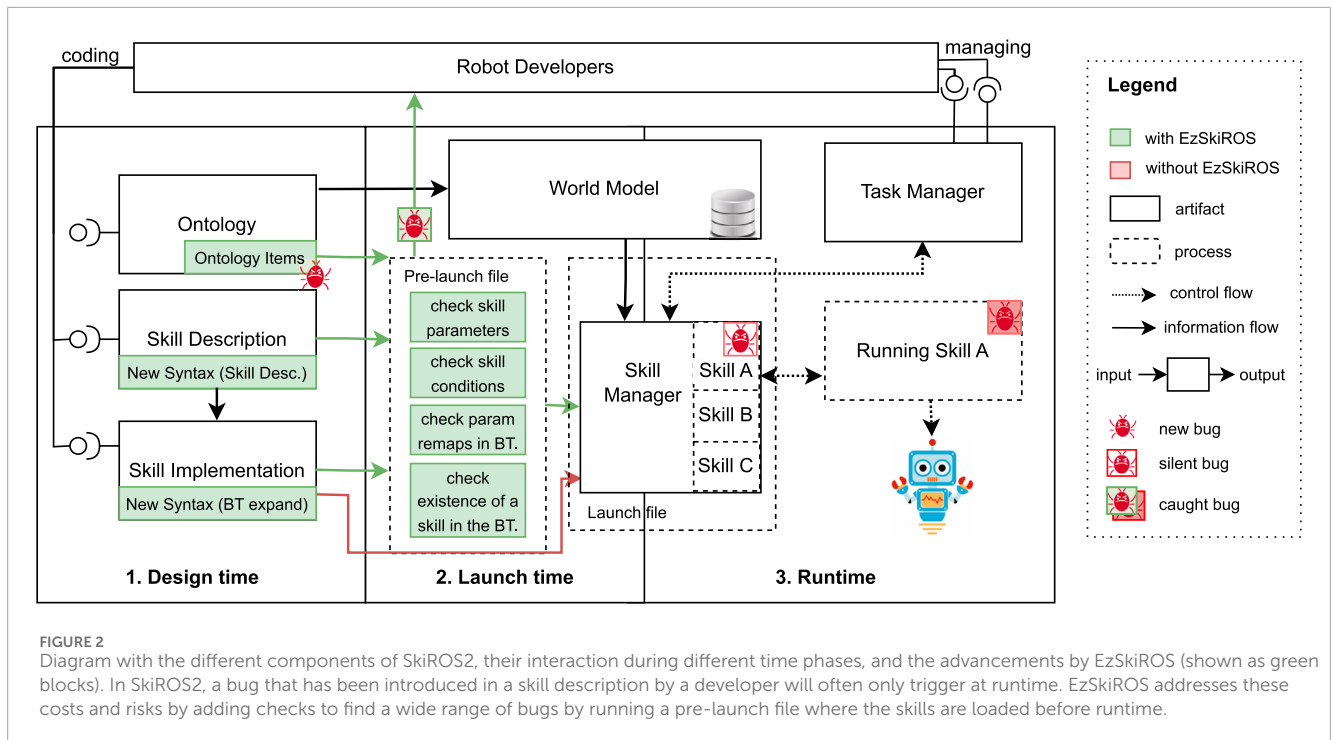 coding
Robot Developers
managing
World Model
Task Manager
Ontology
Ontology Items
Skill Description
New Syntax (Skill Desc.)
Skill Implementation
New Syntax (BT expand)
Pre-launch file
check skill
parameters
check skill
conditions
check param
remaps in BT.
check
existence of a
skill in the BT.
Skill
Manager
Skill A
Skill B
Skill C
Launch file
Running Skill A
1. Design time
2. Launch time
3. Runtime
Legend
with EzSkiROS
without EzSkiROS
artifact
process
control flow
information flow
input
output
new bug
silent bug
caught bug
FIGURE 2
Diagram with the different components of SkiROS2, their interaction during different time phases, and the advancements by EzSkiROS (shown as green
blocks). In SkiROS2, a bug that has been introduced in a skill description by a developer will often only trigger at runtime. EzSkiROS addresses these
costs and risks by adding checks to find a wide range of bugs by running a pre-launch file where the skills are loaded before runtime.